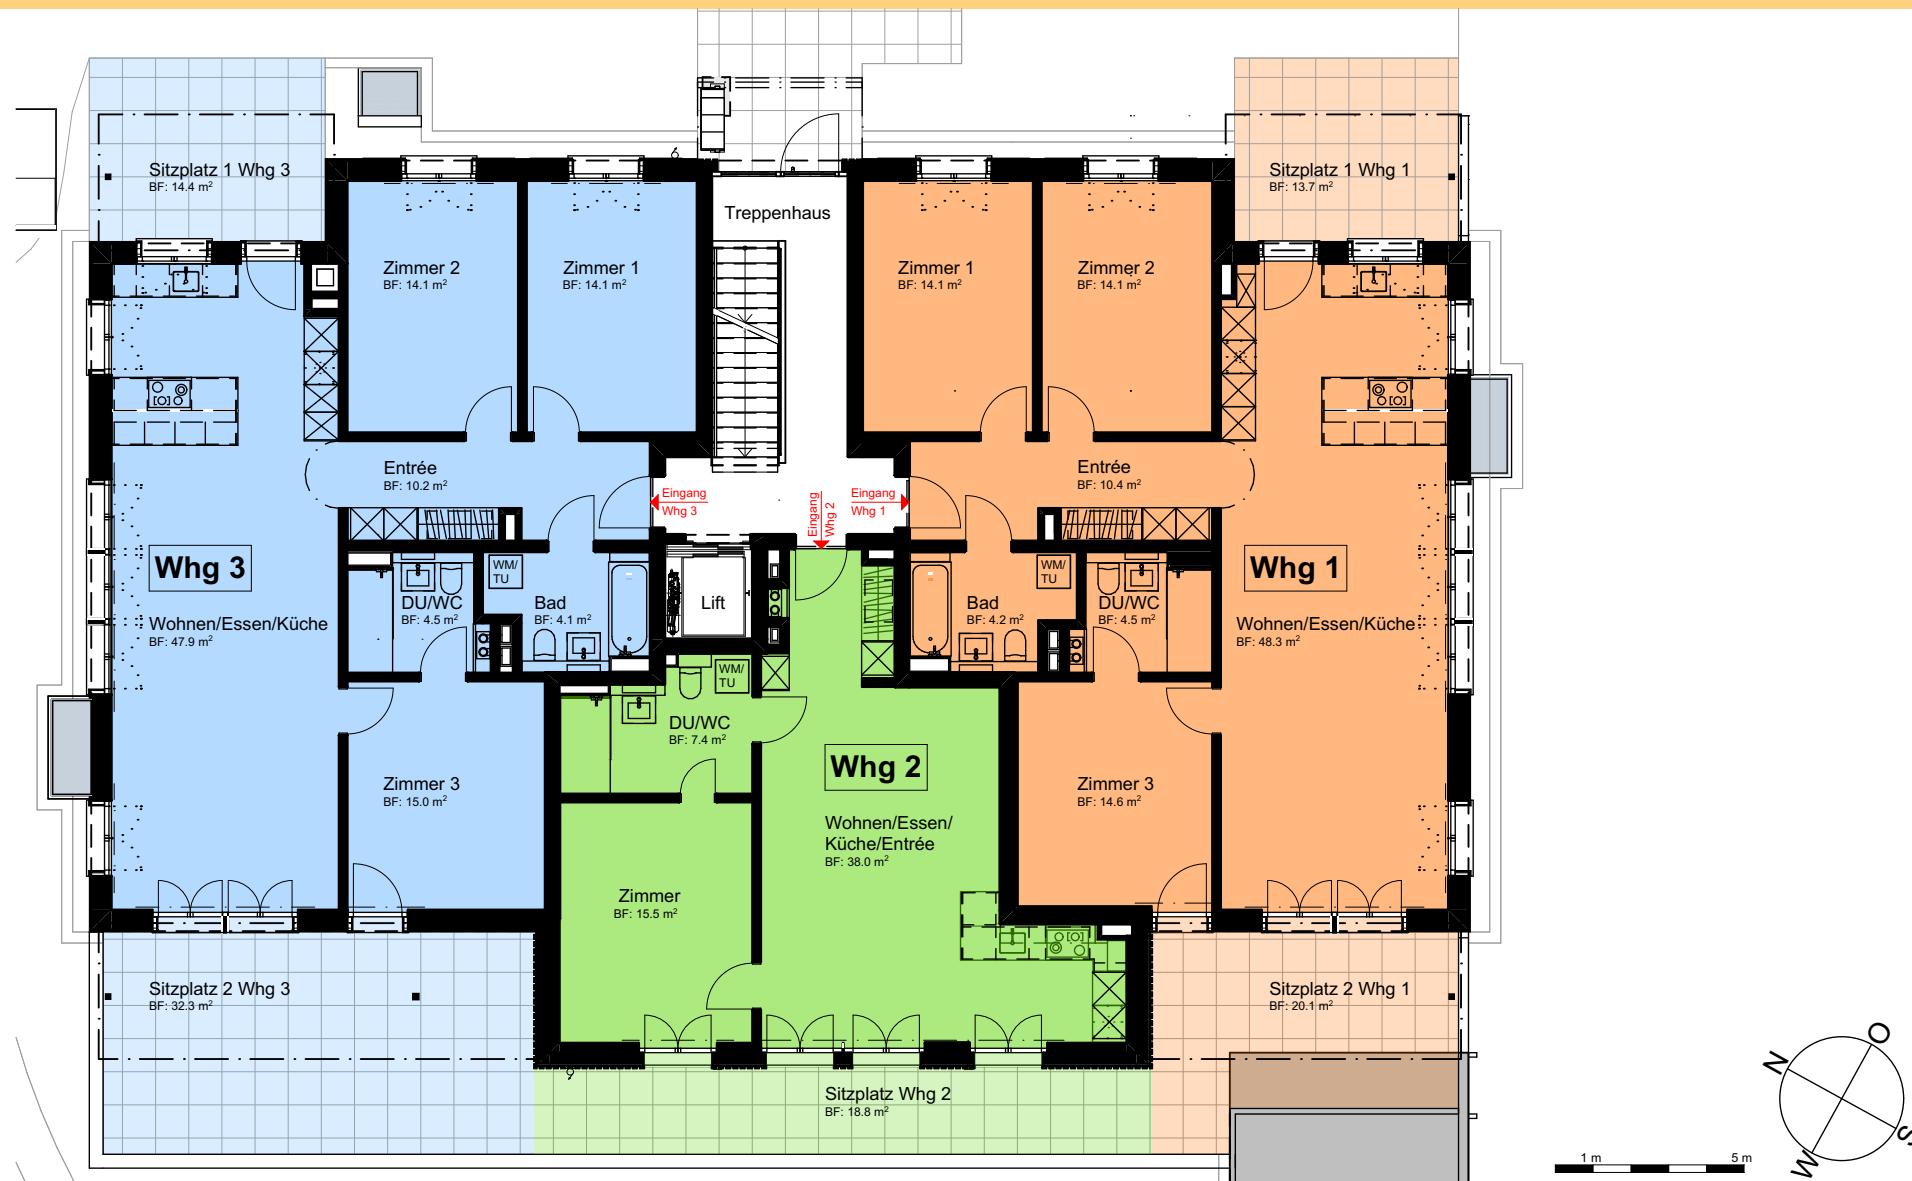 Sitzplatz 1 Whg 3
BF: 14.4 m²
Sitzplatz 1 Whg 1
BF: 13.7 m²
Treppenhaus
Zimmer 2
BF: 14.1 m²
Zimmer 1
BF: 14.1 m²
Zimmer 1
BF: 14.1 m²
Zimmer 2
BF: 14.1 m²
Entrée
BF: 10.2 m²
Entrée
BF: 10.4 m²
Eingang
Whg 3
Eingang
Whg 2
Eingang
Whg 1
Whg 3
Wohnen/Essen/Küche
BF: 47.9 m²
DU/WC
BF: 4.5 m²
WM/
TU
Bad
BF: 4.1 m²
Lift
Bad
BF: 4.2 m²
WM/
TU
DU/WC
BF: 4.5 m²
Whg 1
Wohnen/Essen/Küche
BF: 48.3 m²
WM/
TU
DU/WC
BF: 7.4 m²
Whg 2
Zimmer 3
BF: 15.0 m²
Zimmer 3
BF: 14.6 m²
Wohnen/Essen/
Küche/Entrée
BF: 38.0 m²
Zimmer
BF: 15.5 m²
Sitzplatz 2 Whg 3
BF: 32.3 m²
Sitzplatz 2 Whg 1
BF: 20.1 m²
Sitzplatz Whg 2
BF: 18.8 m²
N
O
S
W
1 m
5 m